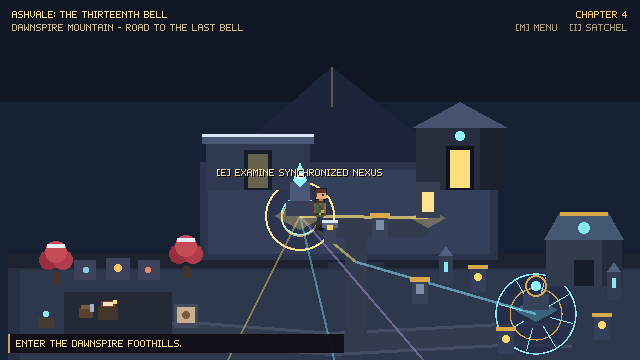 ASHVALE: THE THIRTEENTH BELL
DAWNSPIRE MOUNTAIN - ROAD TO THE LAST BELL
CHAPTER 4
[M] MENU [I] SATCHEL
[E] EXAMINE SYNCHRONIZED NEXUS
ENTER THE DAWNSPIRE FOOTHILLS.